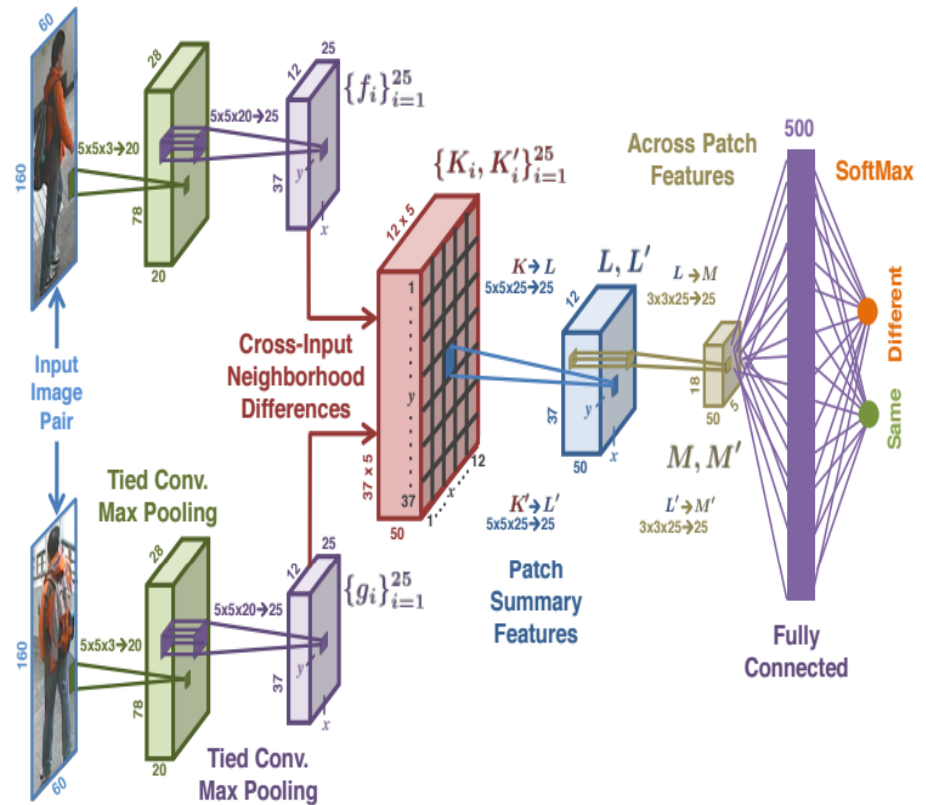 60
160
5x5x3→20
28
78
20
5x5x20→25
12
25
37
y
x
{f_i}_{i=1}^{25}
Input
Image
Pair
160
60
5x5x3→20
Tied Conv.
Max Pooling
28
78
20
5x5x20→25
12
25
37
y
x
{g_i}_{i=1}^{25}
Tied Conv.
Max Pooling
Cross-Input
Neighborhood
Differences
{K_i, K'_i}_{i=1}^{25}
12 x 5
37 x 5
50
1
y
37
1
x
12
K→L
5x5x25→25
K'→L'
5x5x25→25
L, L'
12
37
50
y
x
Patch
Summary
Features
Across Patch
Features
L→M
3x3x25→25
18
50
5
M, M'
L'→M'
3x3x25→25
500
Fully
Connected
SoftMax
Different
Same